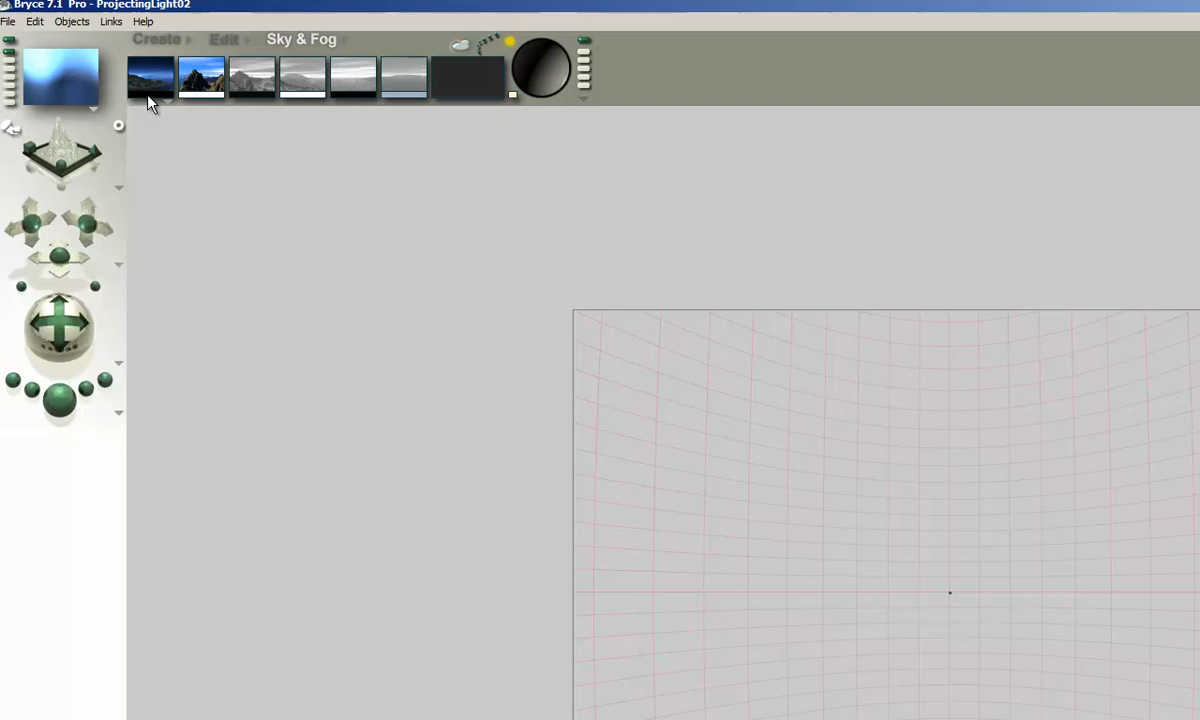 Bryce 7.1 Pro - ProjectingLight02
File Edit Objects Links Help
Create Edit Sky & Fog